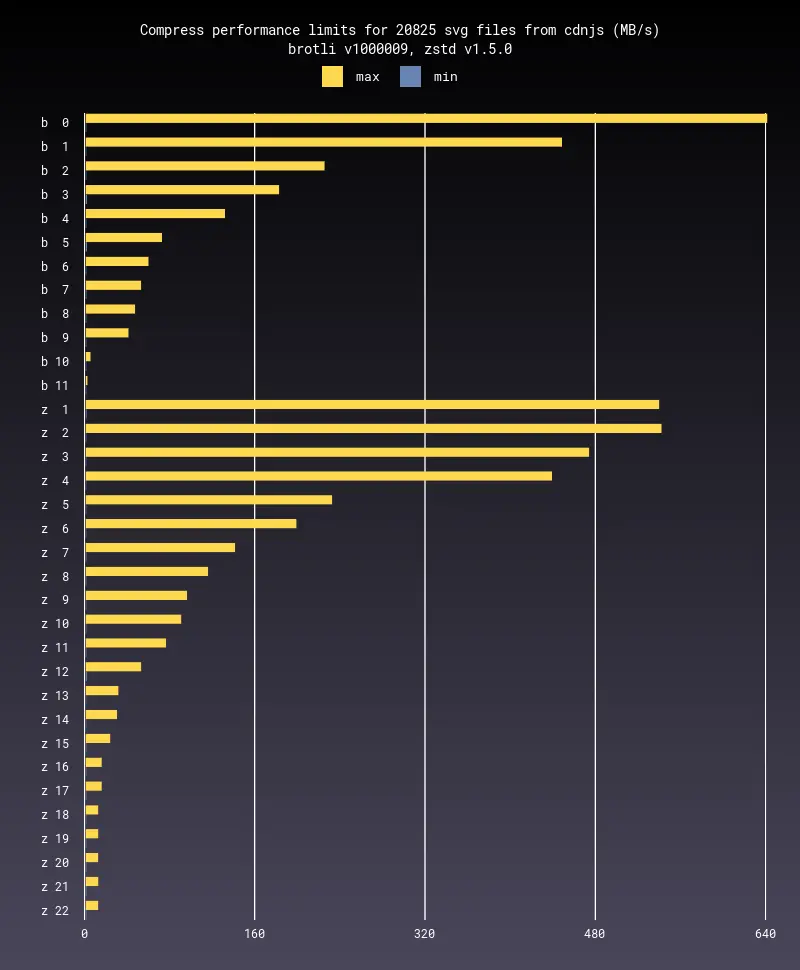 Compress performance limits for 20825 svg files from cdnjs (MB/s)
brotli v1000009, zstd v1.5.0
max min
b 0
b 1
b 2
b 3
b 4
b 5
b 6
b 7
b 8
b 9
b 10
b 11
z 1
z 2
z 3
z 4
z 5
z 6
z 7
z 8
z 9
z 10
z 11
z 12
z 13
z 14
z 15
z 16
z 17
z 18
z 19
z 20
z 21
z 22
0 160 320 480 640